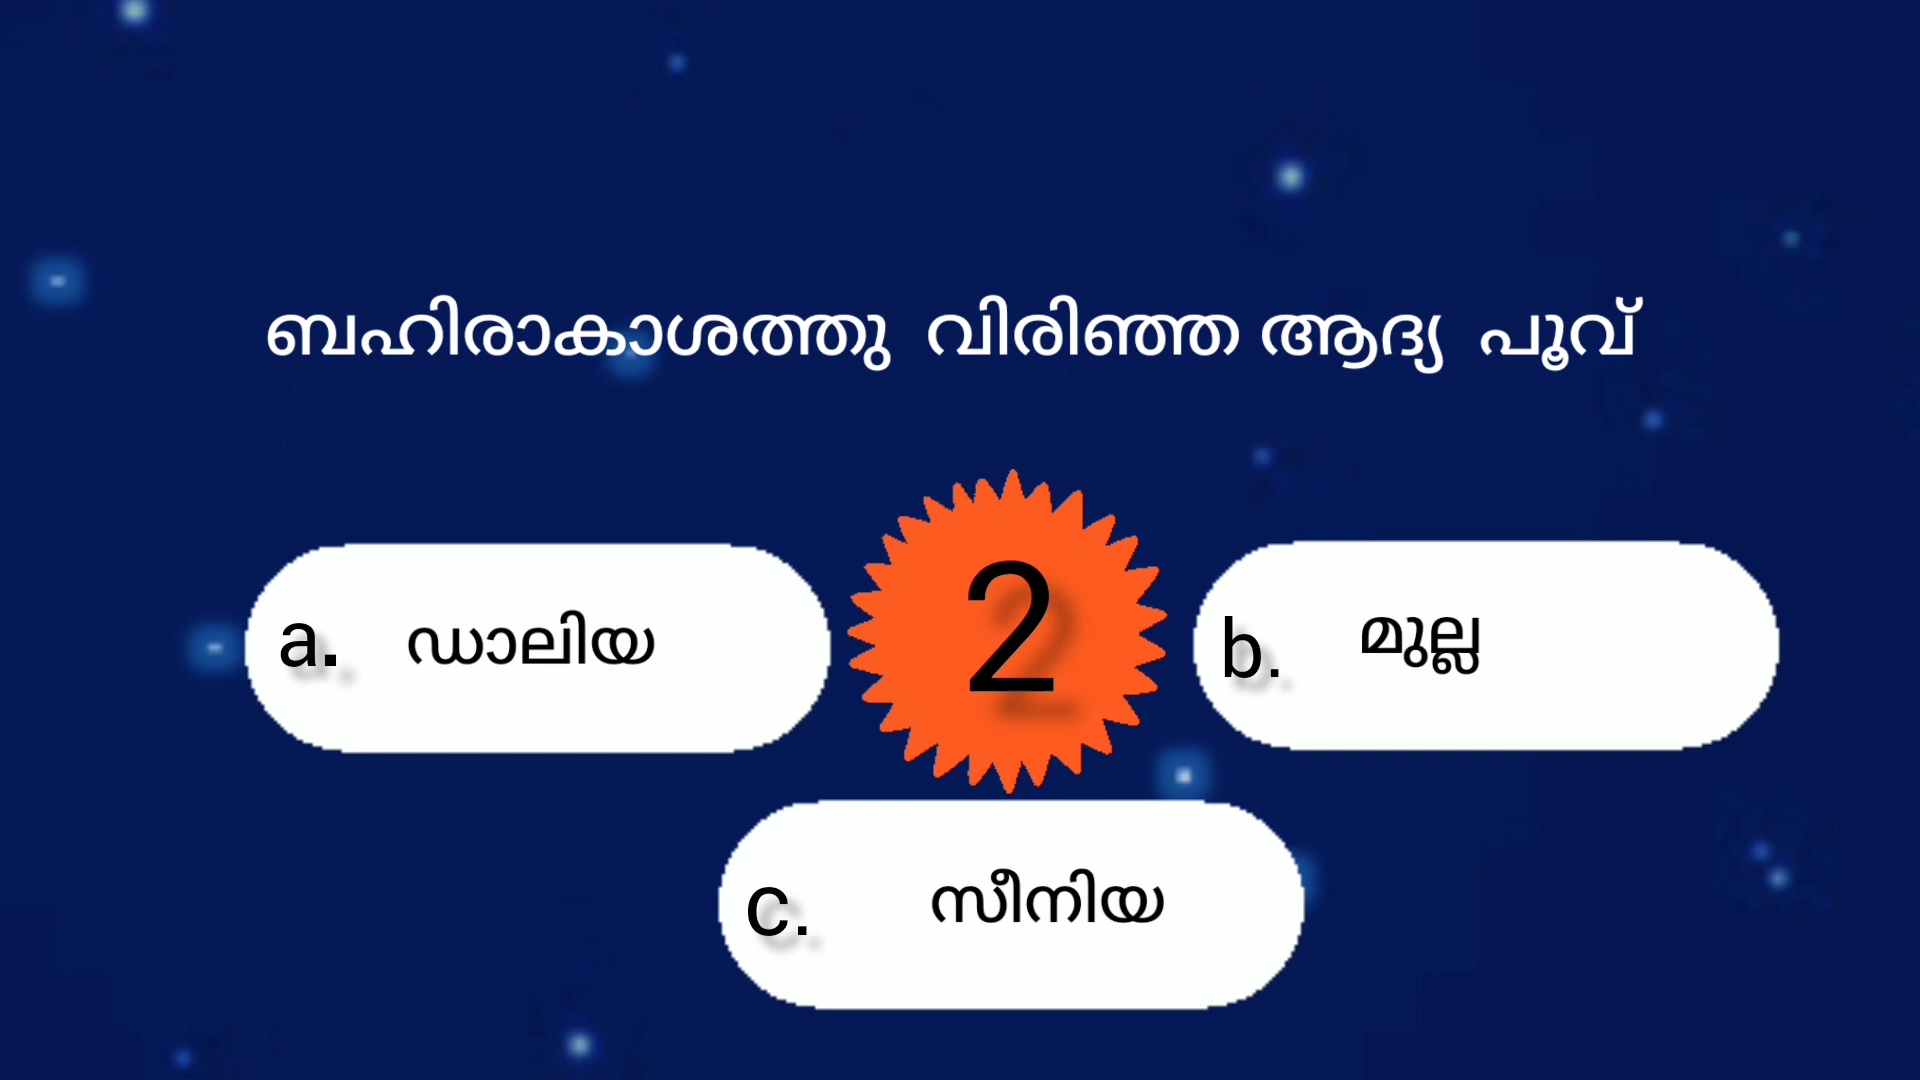 ബഹിരാകാശത്തു വിരിഞ്ഞ ആദ്യ പൂവ്
a. ഡാലിയ
2
b. മുല്ല
c. സീനിയ